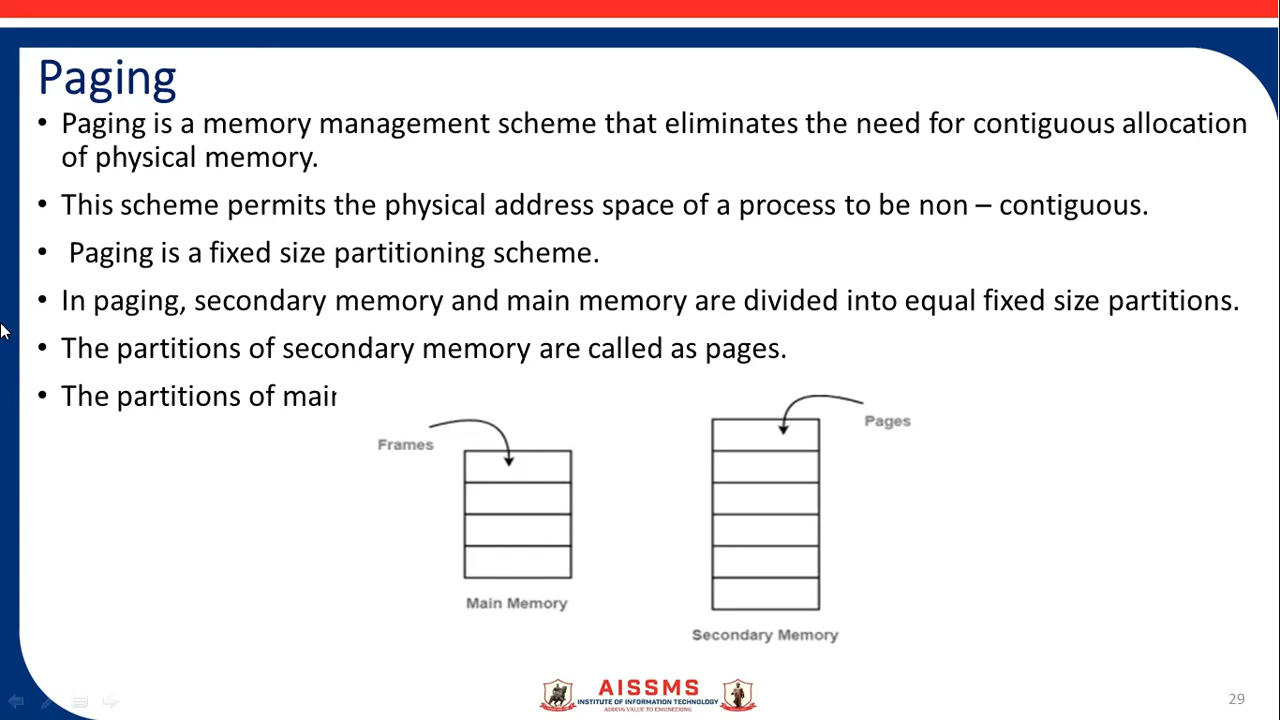 Paging
• Paging is a memory management scheme that eliminates the need for contiguous allocation
of physical memory.
• This scheme permits the physical address space of a process to be non – contiguous.
• Paging is a fixed size partitioning scheme.
• In paging, secondary memory and main memory are divided into equal fixed size partitions.
• The partitions of secondary memory are called as pages.
• The partitions of main
Frames
Pages
Main Memory
Secondary Memory
AISSMS
INSTITUTE OF INFORMATION TECHNOLOGY
ADDING VALUE TO ENGINEERING
29